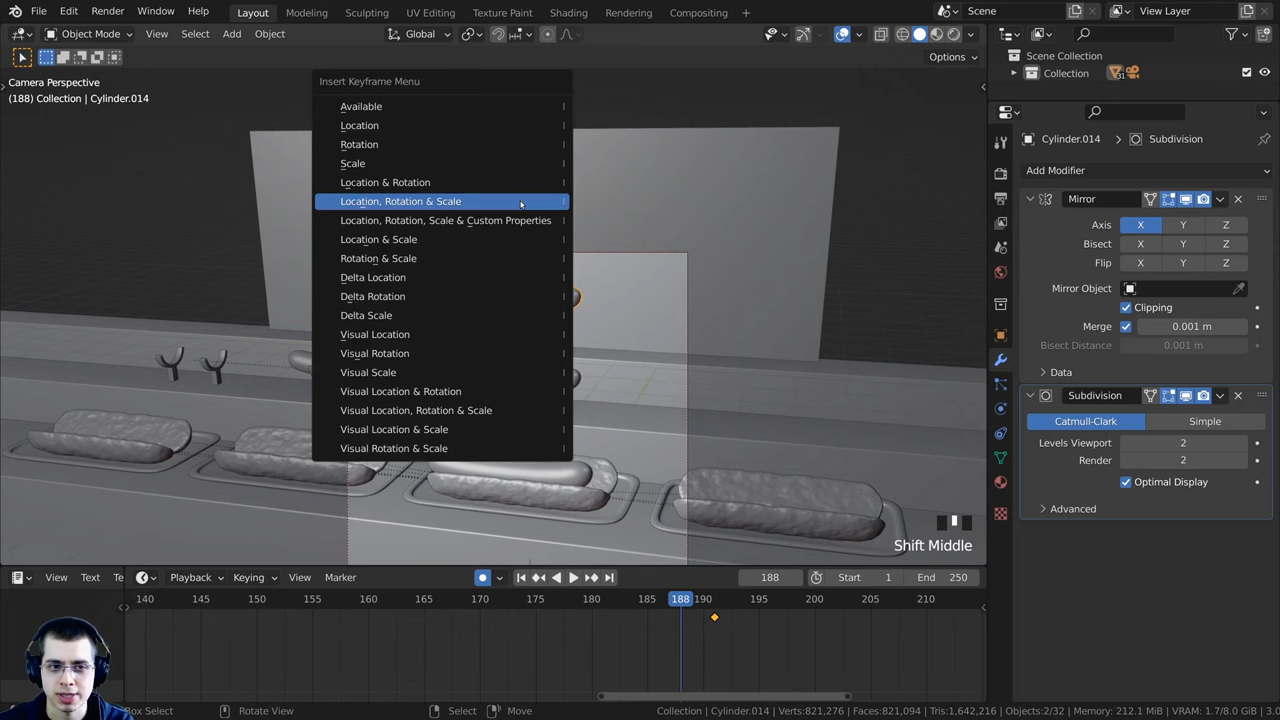 File Edit Render Window Help Layout Modeling Sculpting UV Editing Texture Paint Shading Rendering Compositing Scene View Layer
Object Mode View Select Add Object Global
Options
Scene Collection
Collection 31
Camera Perspective
(188) Collection | Cylinder.014
Insert Keyframe Menu
Available I
Location I
Rotation I
Scale I
Location & Rotation I
Location, Rotation & Scale I
Location, Rotation, Scale & Custom Properties I
Location & Scale I
Rotation & Scale I
Delta Location I
Delta Rotation I
Delta Scale I
Visual Location I
Visual Rotation I
Visual Scale I
Visual Location & Rotation I
Visual Location, Rotation & Scale I
Visual Location & Scale I
Visual Rotation & Scale I
Cylinder.014 > Subdivision
Add Modifier
Mirror
Axis X Y Z
Bisect X Y Z
Flip X Y Z
Mirror Object
Clipping
Merge 0.001 m
Bisect Distance 0.001 m
Data
Subdivision
Catmull-Clark Simple
Levels Viewport 2
Render 2
Optimal Display
Advanced
Shift Middle
View Text Te Playback Keying View Marker 188 Start 1 End 250
140 145 150 155 160 165 170 175 180 185 188 190 195 200 205 210
Box Select Rotate View Select Move Collection | Cylinder.014 | Verts:821,276 | Faces:821,094 | Tris:1,642,216 | Objects:2/32 | Memory: 212.1 MiB | VRAM: 1.7/8.0 GiB | 3.0